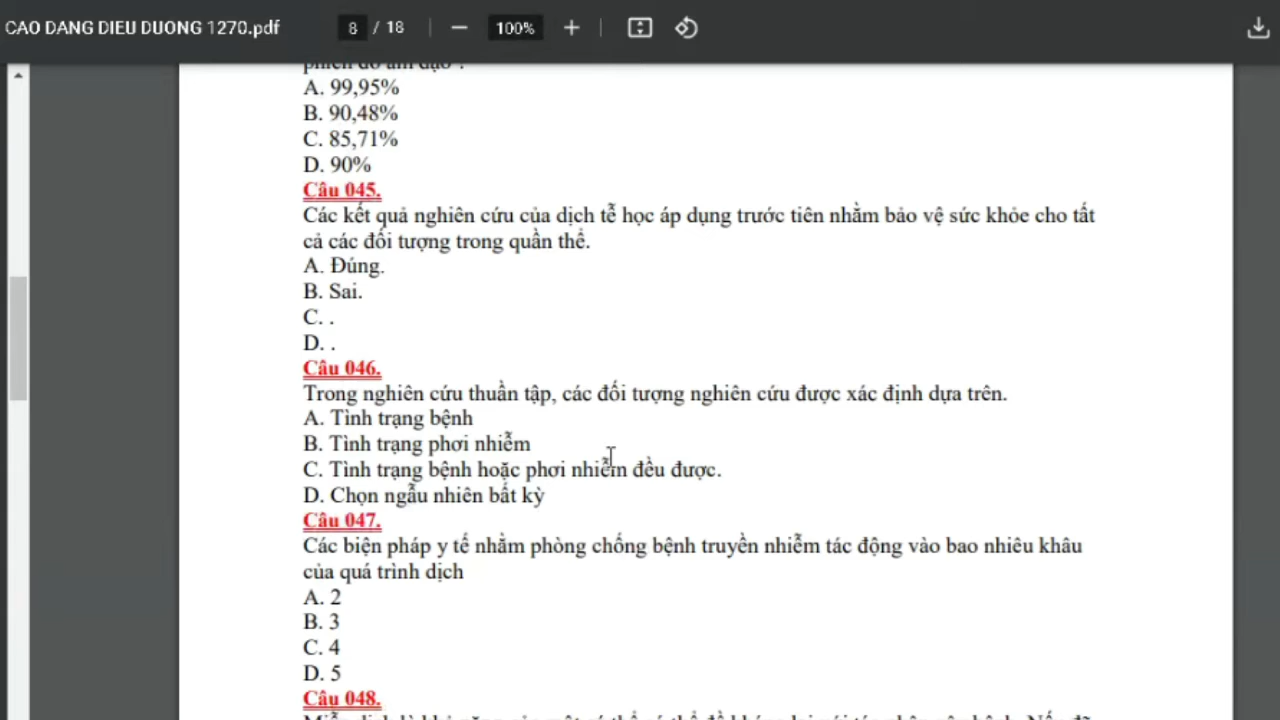 CAO DANG DIEU DUONG 1270.pdf
8 / 18
100%
A. 99,95%
B. 90,48%
C. 85,71%
D. 90%
Câu 045.
Các kết quả nghiên cứu của dịch tễ học áp dụng trước tiên nhằm bảo vệ sức khỏe cho tất
cả các đối tượng trong quần thể.
A. Đúng.
B. Sai.
C. .
D. .
Câu 046.
Trong nghiên cứu thuần tập, các đối tượng nghiên cứu được xác định dựa trên.
A. Tình trạng bệnh
B. Tình trạng phơi nhiễm
C. Tình trạng bệnh hoặc phơi nhiễm đều được.
D. Chọn ngẫu nhiên bất kỳ
Câu 047.
Các biện pháp y tế nhằm phòng chống bệnh truyền nhiễm tác động vào bao nhiêu khâu
của quá trình dịch
A. 2
B. 3
C. 4
D. 5
Câu 048.